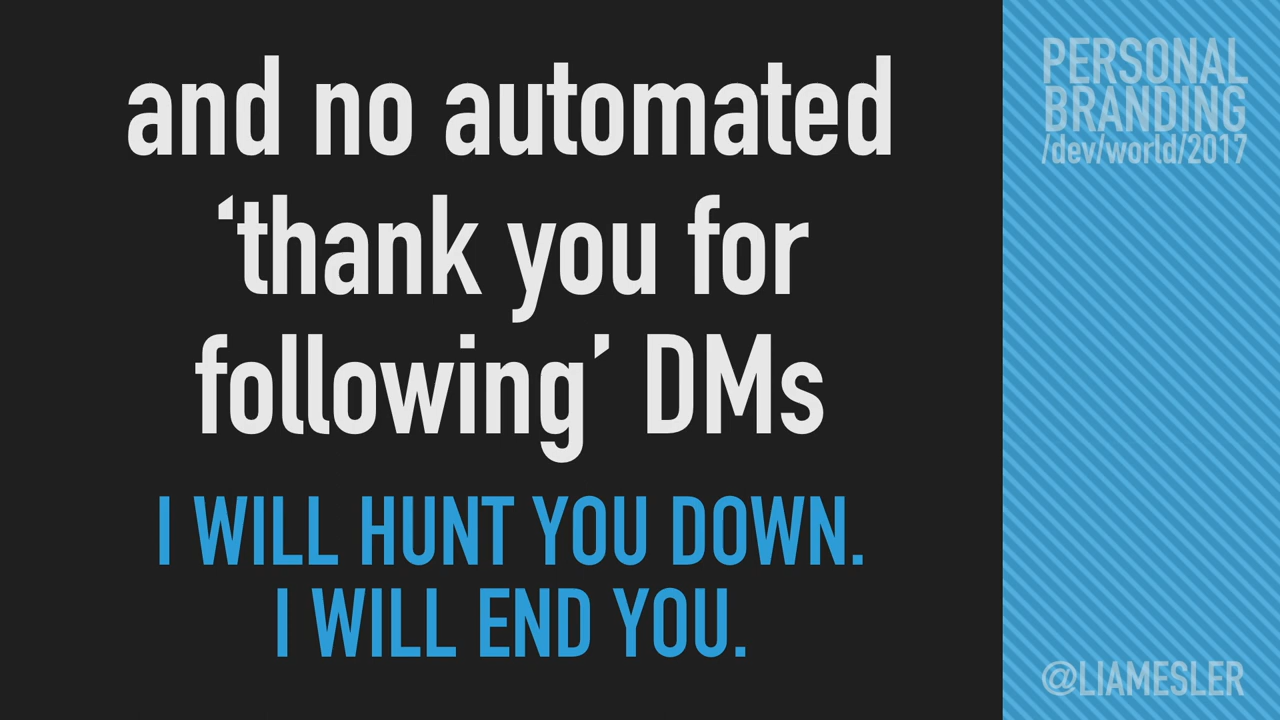 and no automated
‘thank you for
following’ DMs
I WILL HUNT YOU DOWN.
I WILL END YOU.
PERSONAL
BRANDING
/dev/world/2017
@LIAMESLER